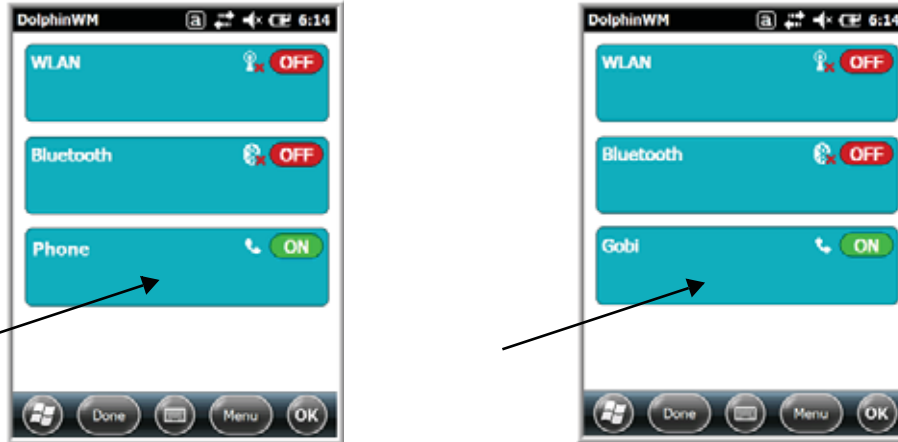 DolphinWM a 6:14
WLAN OFF
Bluetooth OFF
Phone ON
Done Menu OK
DolphinWM a 6:14
WLAN OFF
Bluetooth OFF
Gobi ON
Done Menu OK